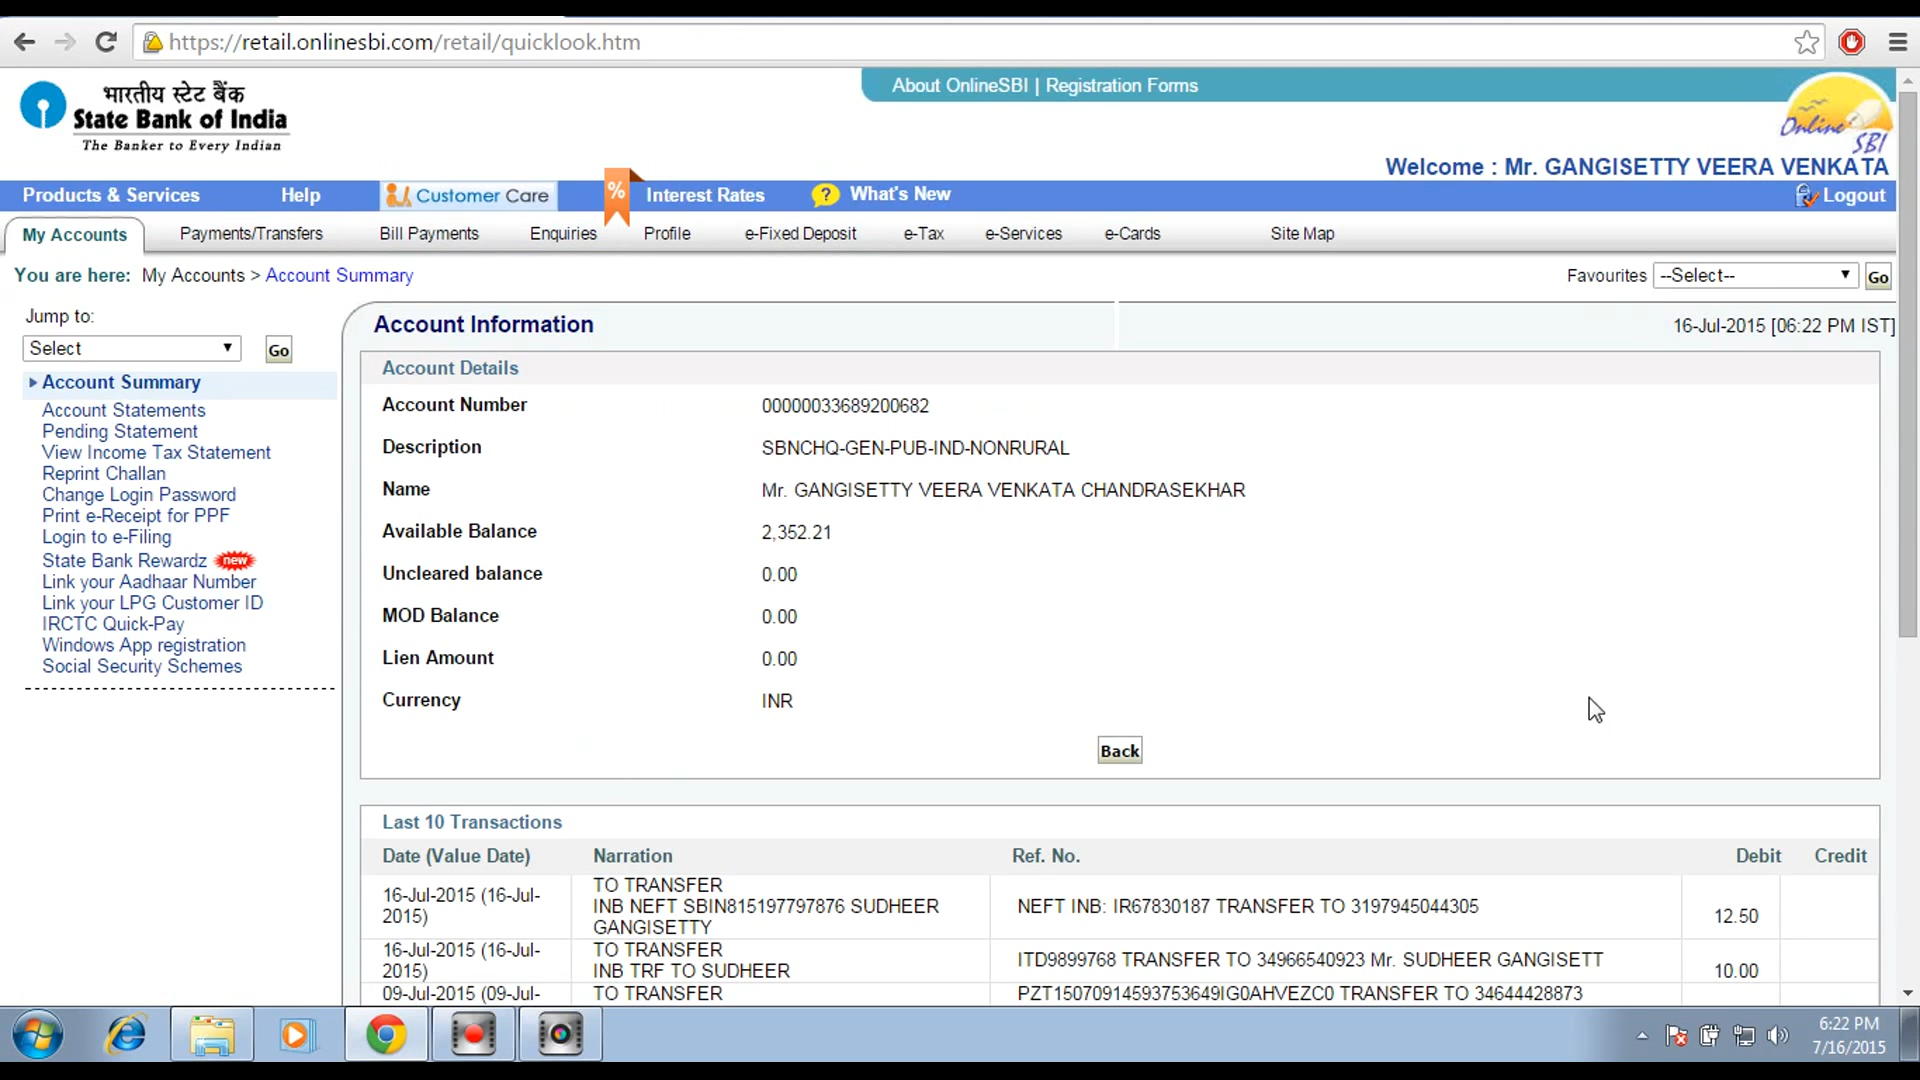 https://retail.onlinesbi.com/retail/quicklook.htm
About OnlineSBI | Registration Forms
भारतीय स्टेट बैंक
State Bank of India
The Banker to Every Indian
Online SBI
Welcome : Mr. GANGISETTY VEERA VENKATA
Products & Services Help Customer Care % Interest Rates ? What's New Logout
My Accounts Payments/Transfers Bill Payments Enquiries Profile e-Fixed Deposit e-Tax e-Services e-Cards Site Map
You are here: My Accounts > Account Summary Favourites --Select-- Go
Jump to:
Select Go
Account Summary
Account Statements
Pending Statement
View Income Tax Statement
Reprint Challan
Change Login Password
Print e-Receipt for PPF
Login to e-Filing
State Bank Rewardz new
Link your Aadhaar Number
Link your LPG Customer ID
IRCTC Quick-Pay
Windows App registration
Social Security Schemes
Account Information 16-Jul-2015 [06:22 PM IST]
Account Details
Account Number 00000033689200682
Description SBNCHQ-GEN-PUB-IND-NONRURAL
Name Mr. GANGISETTY VEERA VENKATA CHANDRASEKHAR
Available Balance 2,352.21
Uncleared balance 0.00
MOD Balance 0.00
Lien Amount 0.00
Currency INR
Back
Last 10 Transactions
Date (Value Date) Narration Ref. No. Debit Credit
16-Jul-2015 (16-Jul-
2015)
TO TRANSFER
INB NEFT SBIN815197797876 SUDHEER
GANGISETTY
NEFT INB: IR67830187 TRANSFER TO 3197945044305
12.50
16-Jul-2015 (16-Jul-
2015)
TO TRANSFER
INB TRF TO SUDHEER
ITD9899768 TRANSFER TO 34966540923 Mr. SUDHEER GANGISETT
10.00
09-Jul-2015 (09-Jul-
TO TRANSFER
PZT15070914593753649IG0AHVEZC0 TRANSFER TO 34644428873
6:22 PM
7/16/2015